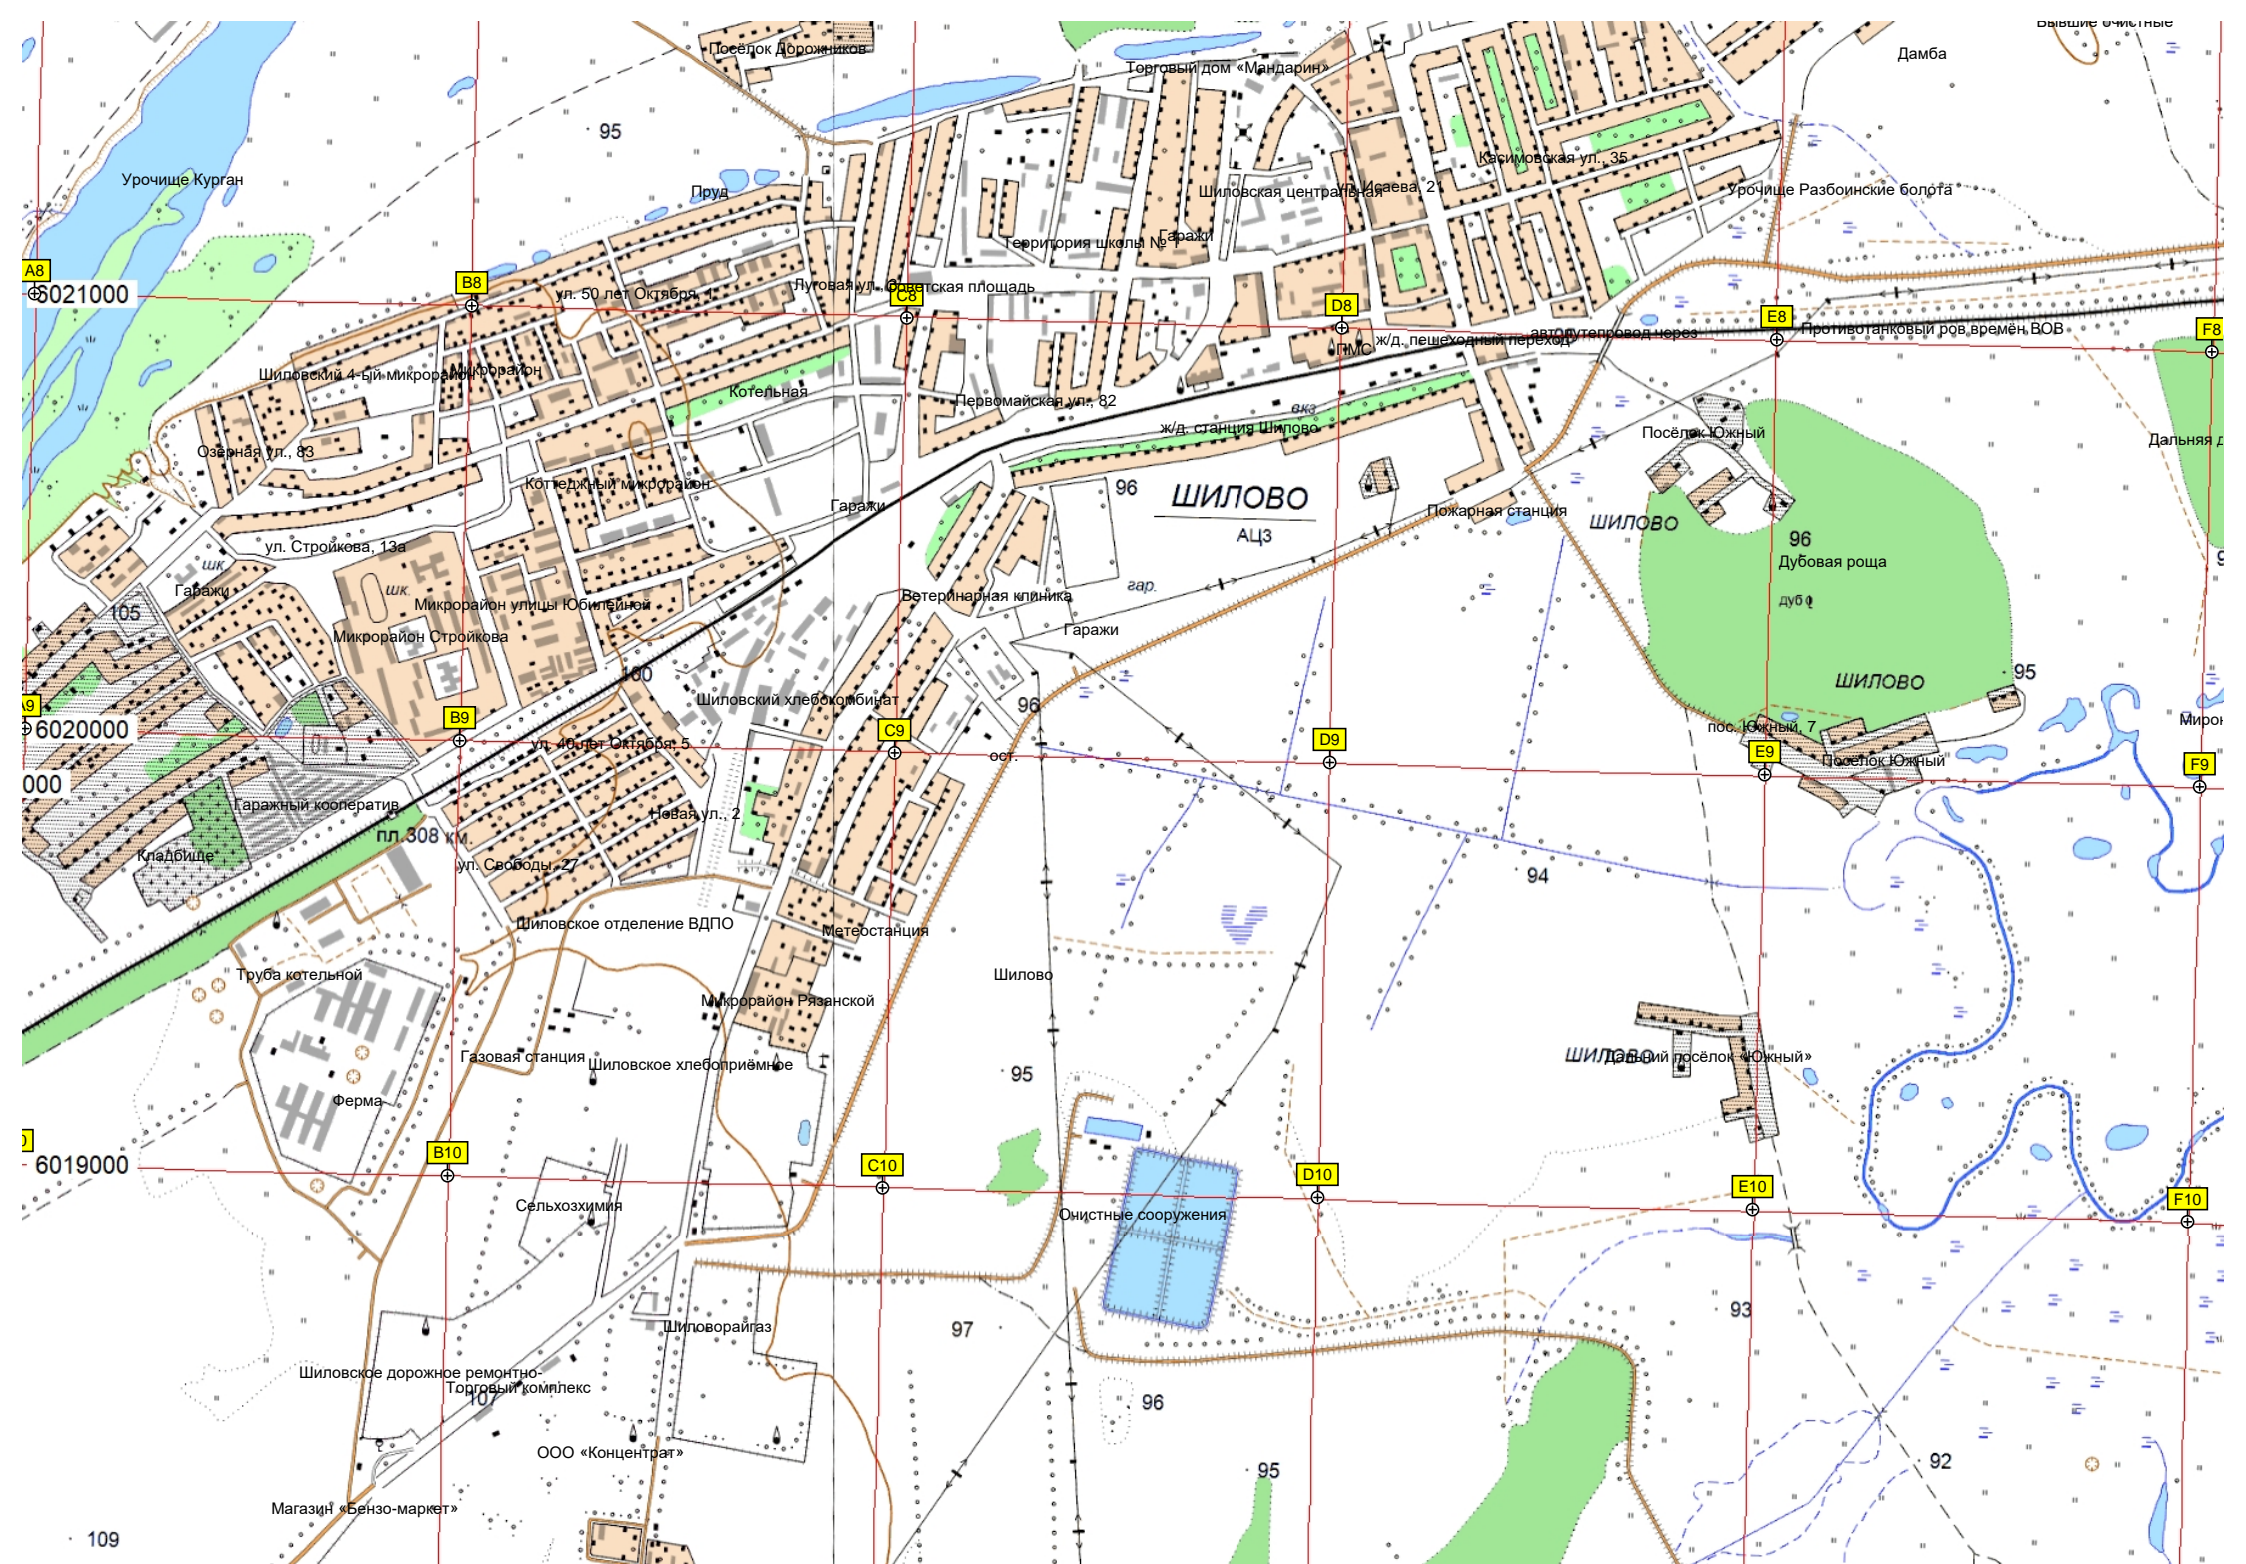 Бывшие очистные
Посёлок Дорожников
Дамба
Торговый дом «Мандарин»
95
Касимовская ул., 35
Урочище Курган
Пруд
Шиловская центральная
ул. Исаева, 21
Урочище Разбоинские болота
Территория школы №
Гаражи
A8
6021000
B8
ул. 50 лет Октября, 1
Луговая ул.,
Советская площадь
C8
D8
E8
F8
автопутепровод через
Противотанковый ров времён ВОВ
ж/д. пешеходный переход
ПМС
Шиловский 4-ый микрорайон
Микрорайон
Котельная
Первомайская ул., 82
вкз.
ж/д. станция Шилово
Посёлок Южный
Дальняя д
Озёрная ул., 83
Коттеджный микрорайон
96
ШИЛОВО
АЦЗ
Гаражи
Пожарная станция
ШИЛОВО
96
Дубовая роща
дуб
ул. Стройкова, 13а
шк.
шк.
Гаражи
гар.
Ветеринарная клиника
105
Микрорайон улицы Юбилейной
Микрорайон Стройкова
Гаражи
160
Шиловский хлебокомбинат
96
ШИЛОВО
95
A9
6020000
B9
C9
D9
пос. Южный, 7
E9
Посёлок Южный
Мирон
F9
ул. 40 лет Октября, 5
ост.
000
Гаражный кооператив
Новая ул., 2
пл.308 км.
Кладбище
ул. Свободы, 27
94
Шиловское отделение ВДПО
Метеостанция
Труба котельной
Шилово
Микрорайон Рязанской
Газовая станция
Шиловское хлебоприёмное
ШИЛОВО
Дальний посёлок «Южный»
95
Ферма
0
6019000
B10
C10
D10
E10
F10
Сельхозхимия
Очистные сооружения
93
Шиловорайгаз
97
Шиловское дорожное ремонтно-
Торговый комплекс
107
96
ООО «Концентрат»
95
92
Магазин «Бензо-маркет»
109